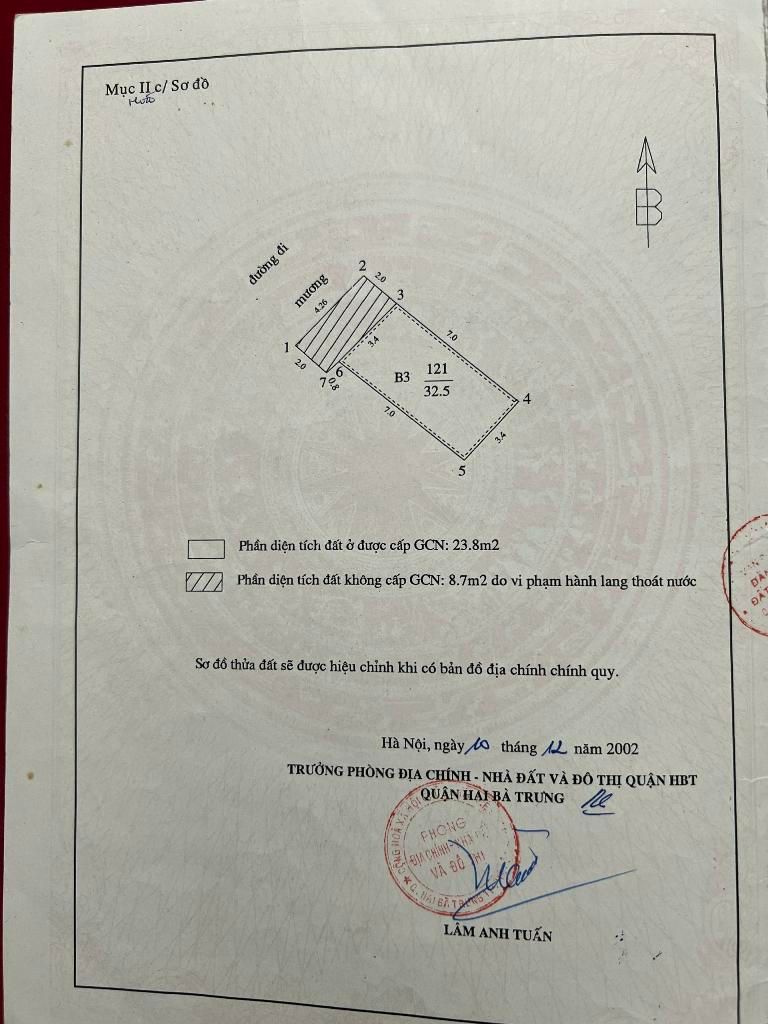 Mục II c/ Sơ đồ
B
đường đi
mương
2
2.0
3
4.26
7.0
1
2.0
3.4
6
7
0.8
B3
121
32.5
4
7.0
3.4
5
Phần diện tích đất ở được cấp GCN: 23.8m2
Phần diện tích đất không cấp GCN: 8.7m2 do vi phạm hành lang thoát nước
Sơ đồ thửa đất sẽ được hiệu chỉnh khi có bản đồ địa chính chính quy.
Hà Nội, ngày 10 tháng 12 năm 2002
TRƯỞNG PHÒNG ĐỊA CHÍNH - NHÀ ĐẤT VÀ ĐÔ THỊ QUẬN HBT
QUẬN HAI BÀ TRƯNG
PHÒNG
ĐỊA CHÍNH-NHÀ
VÀ ĐÔ THỊ
Q. HAI BÀ TRƯNG
LÂM ANH TUẤN